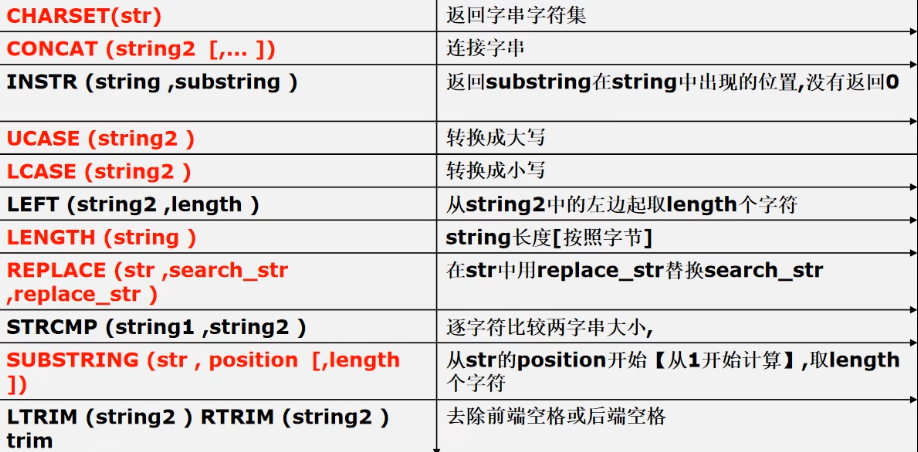 CHARSET(str) 返回字串字符集
CONCAT (string2 [,... ]) 连接字串
INSTR (string ,substring ) 返回substring在string中出现的位置,没有返回0
UCASE (string2 ) 转换成大写
LCASE (string2 ) 转换成小写
LEFT (string2 ,length ) 从string2中的左边起取length个字符
LENGTH (string ) string长度[按照字节]
REPLACE (str ,search_str
,replace_str ) 在str中用replace_str替换search_str
STRCMP (string1 ,string2 ) 逐字符比较两字串大小,
SUBSTRING (str , position [,length
]) 从str的position开始【从1开始计算】,取length
个字符
LTRIM (string2 ) RTRIM (string2 )
trim 去除前端空格或后端空格